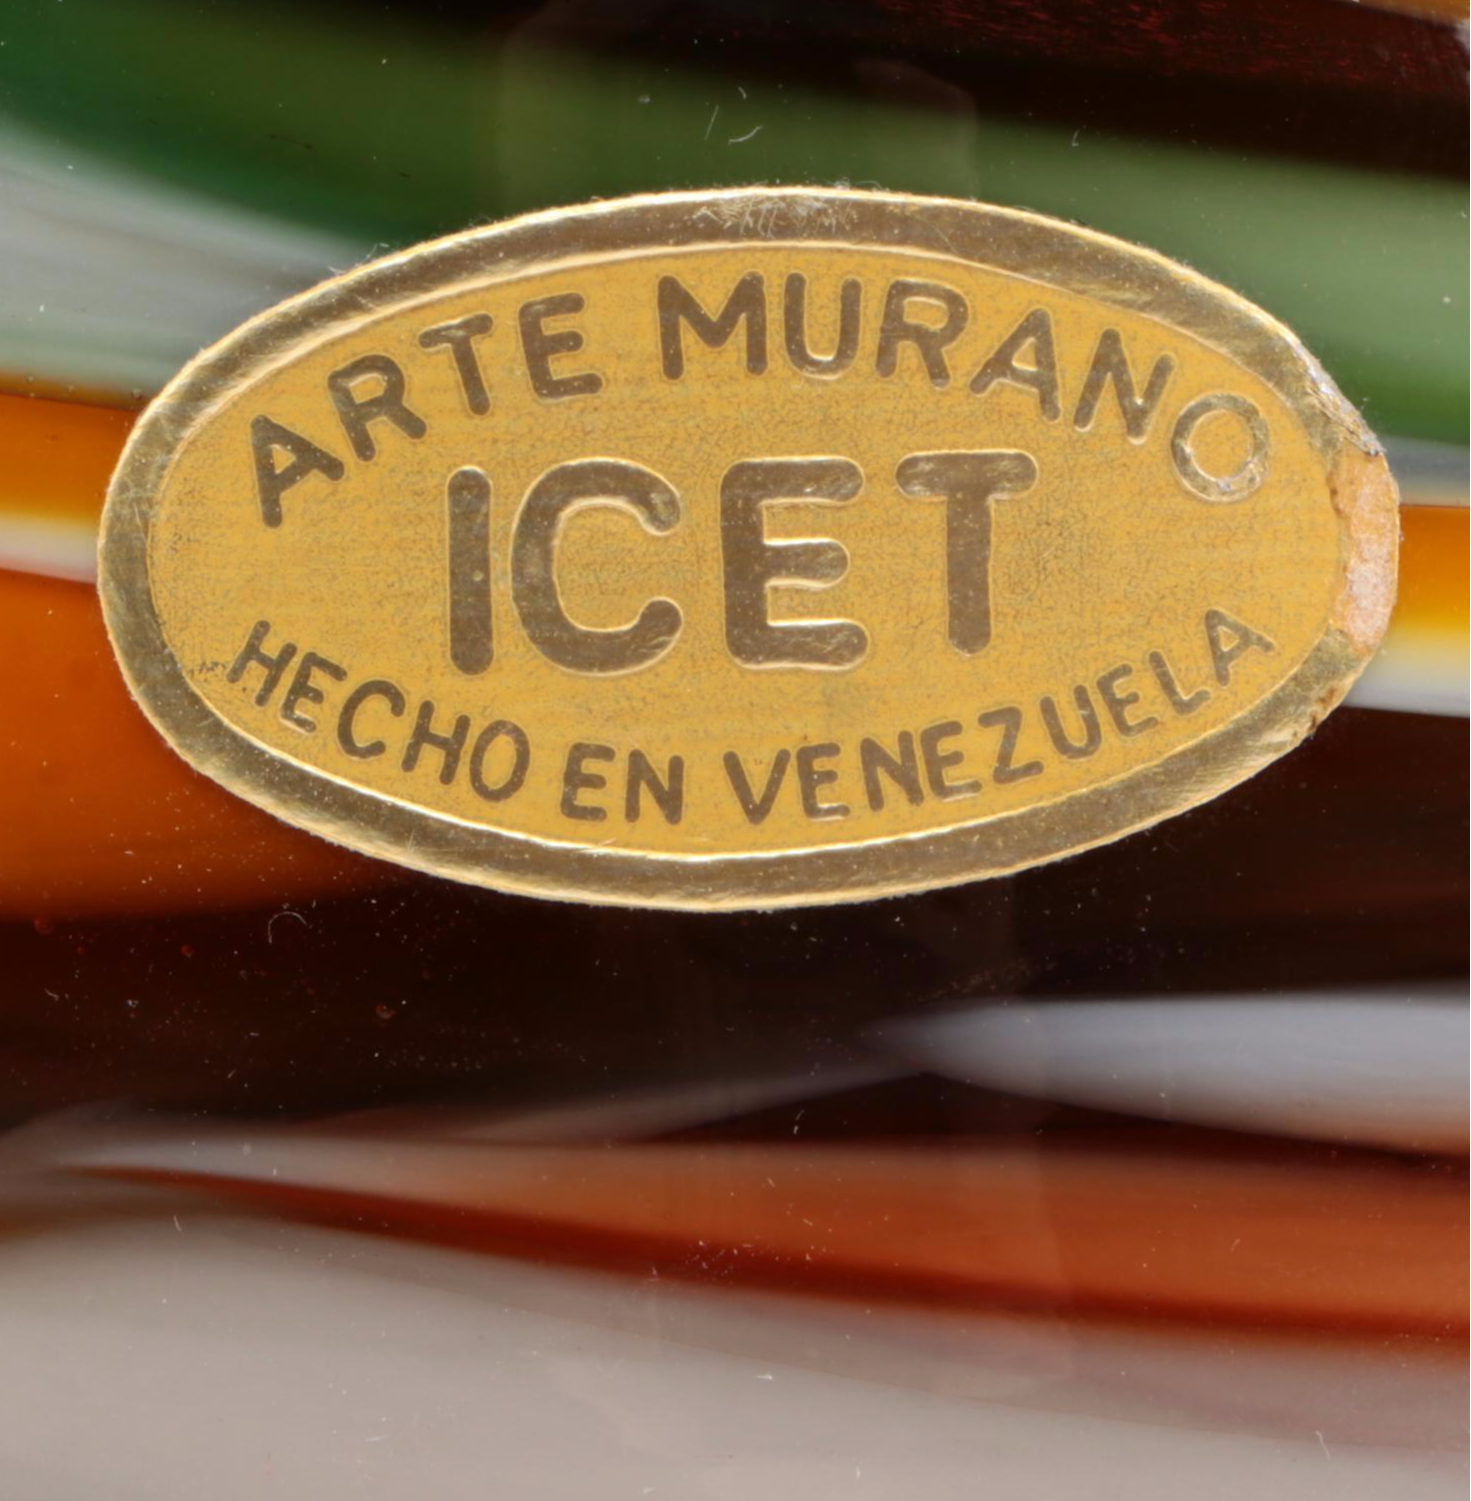 ARTE MURANO
ICET
HECHO EN VENEZUELA